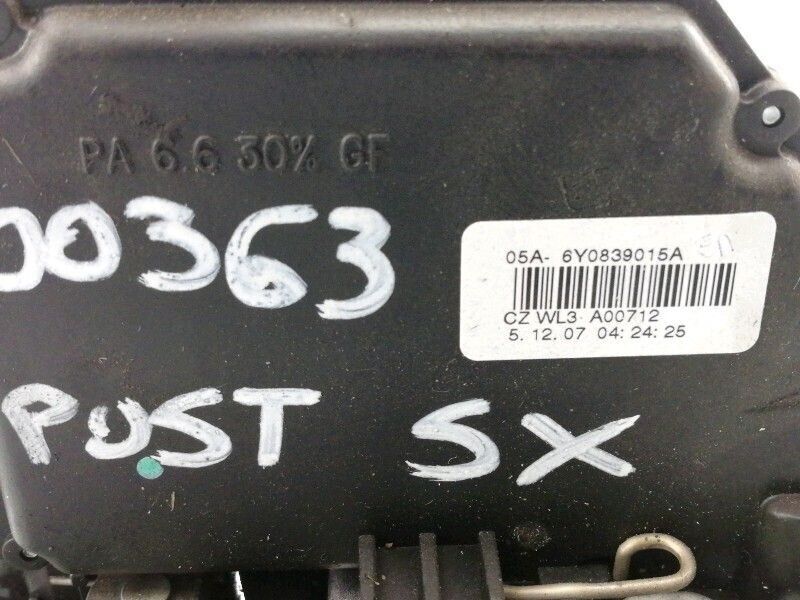 PA 6.6 30% GF
00363
05A- 6Y0839015A
CZ WL3 A00712
5. 12. 07 04: 24: 25
POST SX